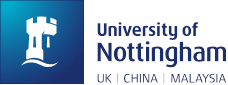 University of
Nottingham
UK | CHINA | MALAYSIA